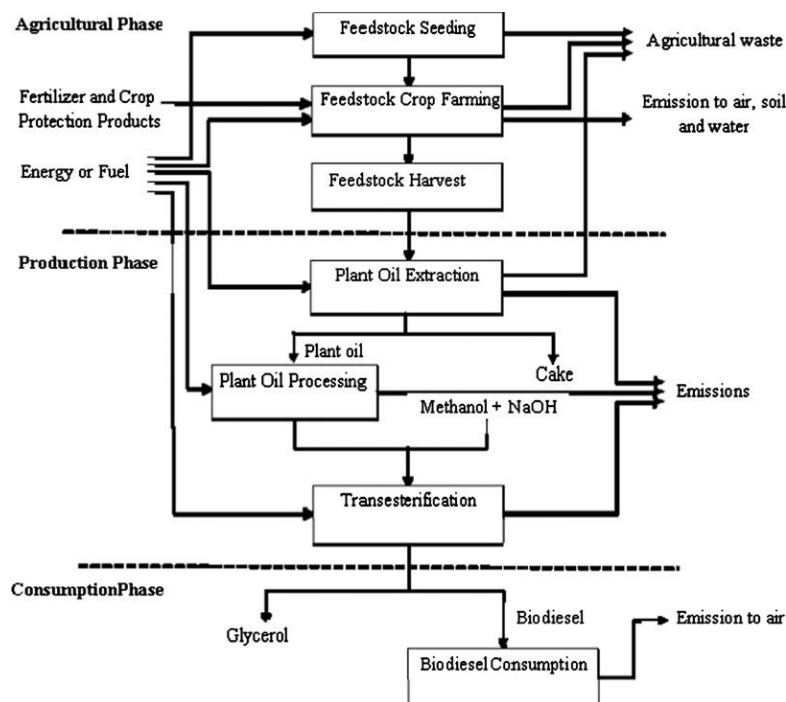 Agricultural Phase
Feedstock Seeding
Agricultural waste
Fertilizer and Crop
Protection Products
Feedstock Crop Farming
Emission to air, soil
and water
Energy or Fuel
Feedstock Harvest
Production Phase
Plant Oil Extraction
Plant oil
Cake
Plant Oil Processing
Methanol + NaOH
Emissions
Transesterification
ConsumptionPhase
Glycerol
Biodiesel
Emission to air
Biodiesel Consumption